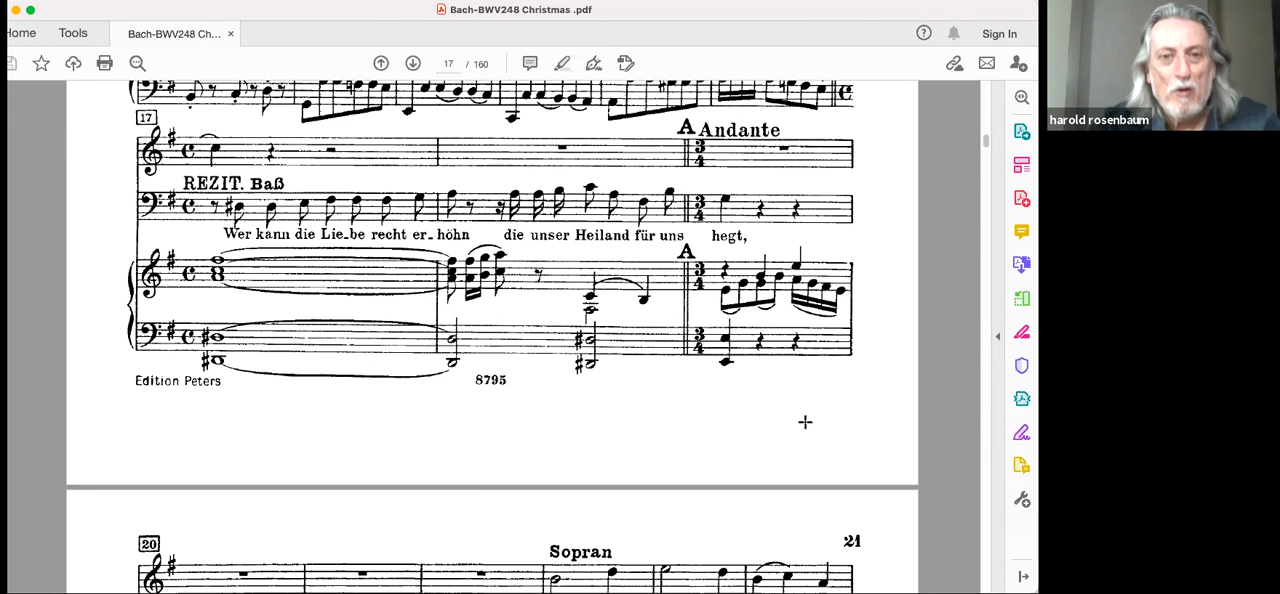 Bach-BWV248 Christmas .pdf
Home
Tools
Bach-BWV248 Ch... ×
Sign In
17 / 160
harold rosenbaum
17
A Andante
REZIT. Baß
Wer kann die Lie_be recht er_höhn die unser Heiland für uns hegt,
A
Edition Peters 8795
20
21
Sopran